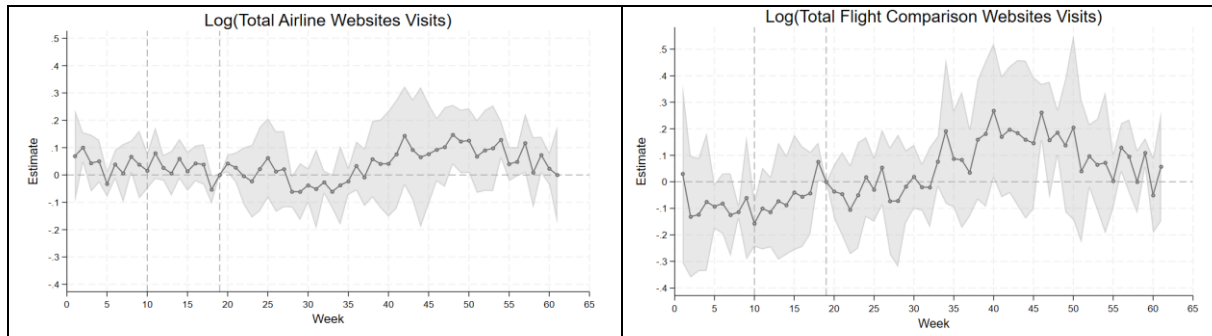 Log(Total Airline Websites Visits)
.5
.4
.3
.2
.1
0
-.1
-.2
-.3
-.4
Estimate
0 5 10 15 20 25 30 35 40 45 50 55 60 65
Week
Log(Total Flight Comparison Websites Visits)
.5
.4
.3
.2
.1
0
-.1
-.2
-.3
-.4
Estimate
0 5 10 15 20 25 30 35 40 45 50 55 60 65
Week